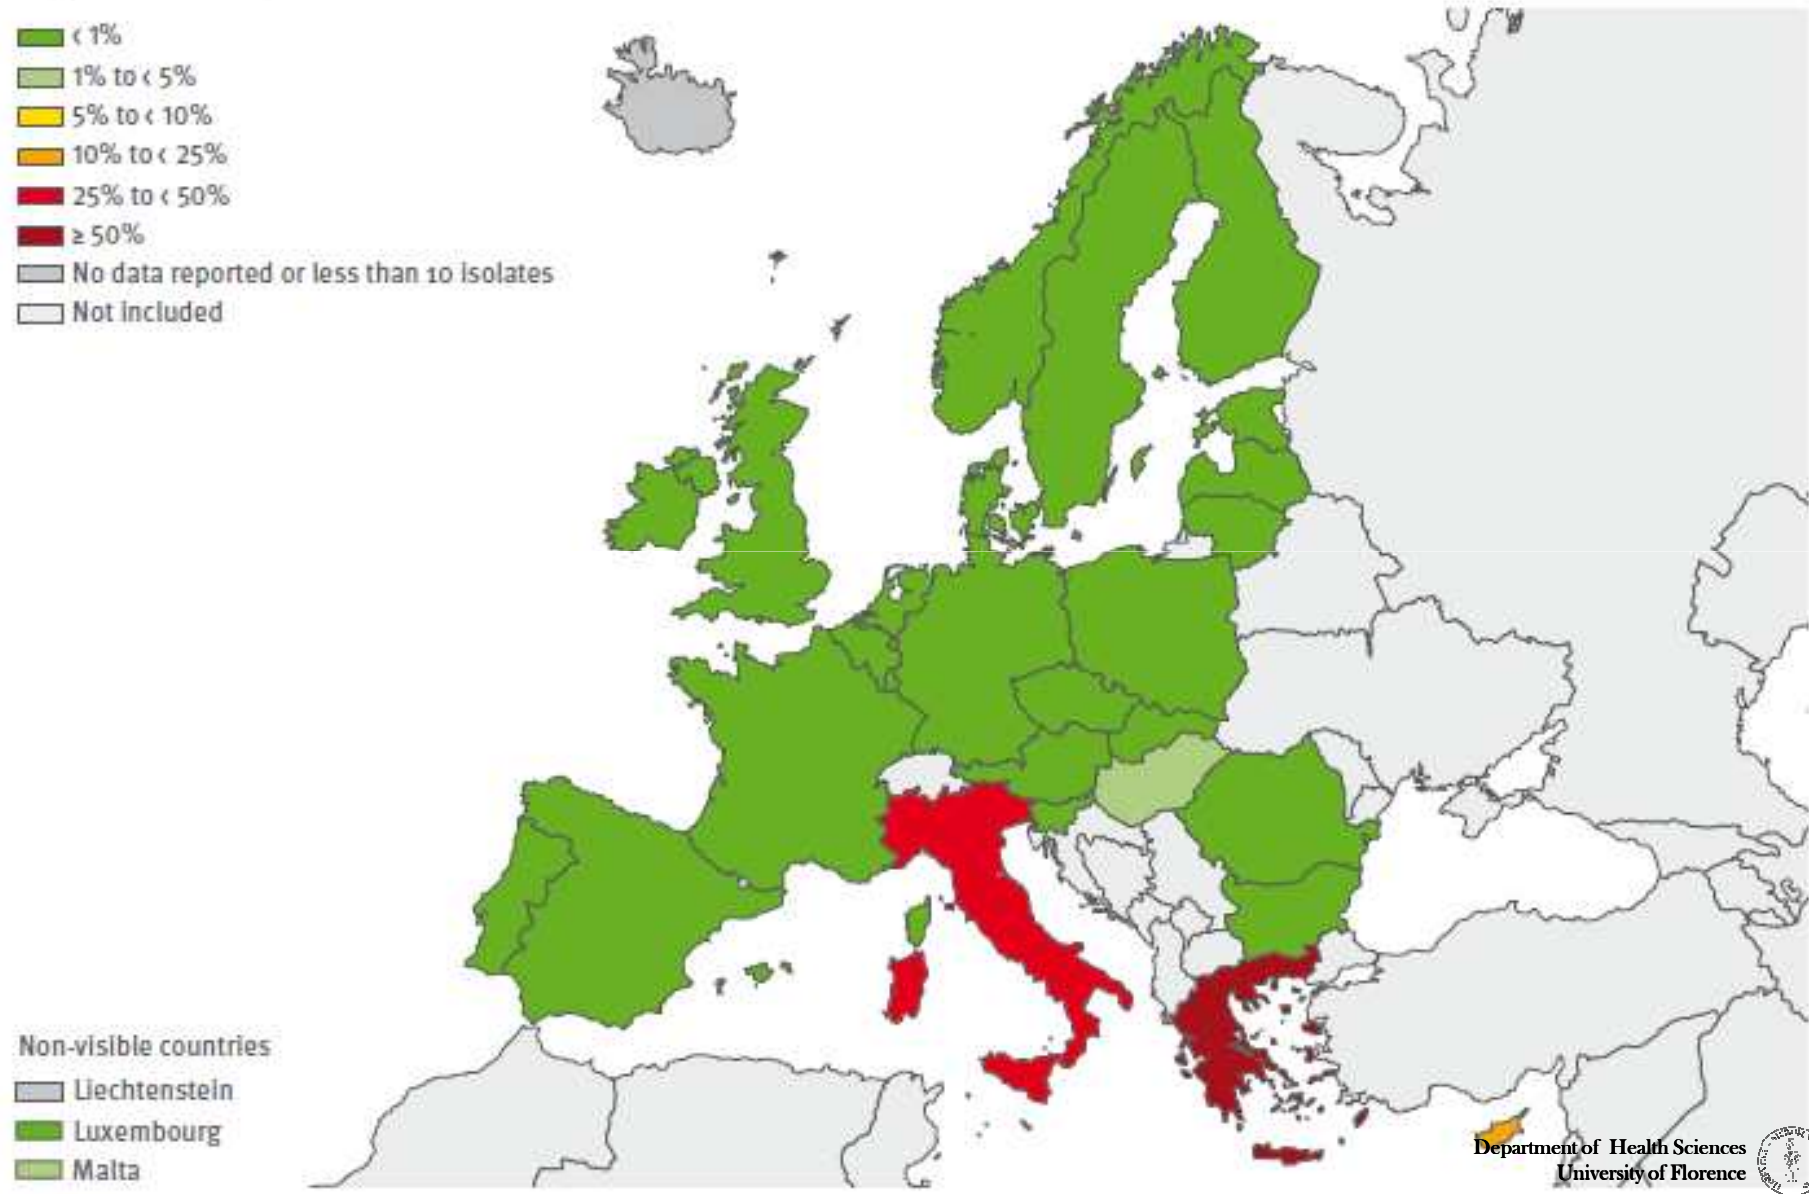 < 1%
1% to < 5%
5% to < 10%
10% to < 25%
25% to < 50%
≥ 50%
No data reported or less than 10 isolates
Not included
Non-visible countries
Liechtenstein
Luxembourg
Malta
Department of Health Sciences
University of Florence